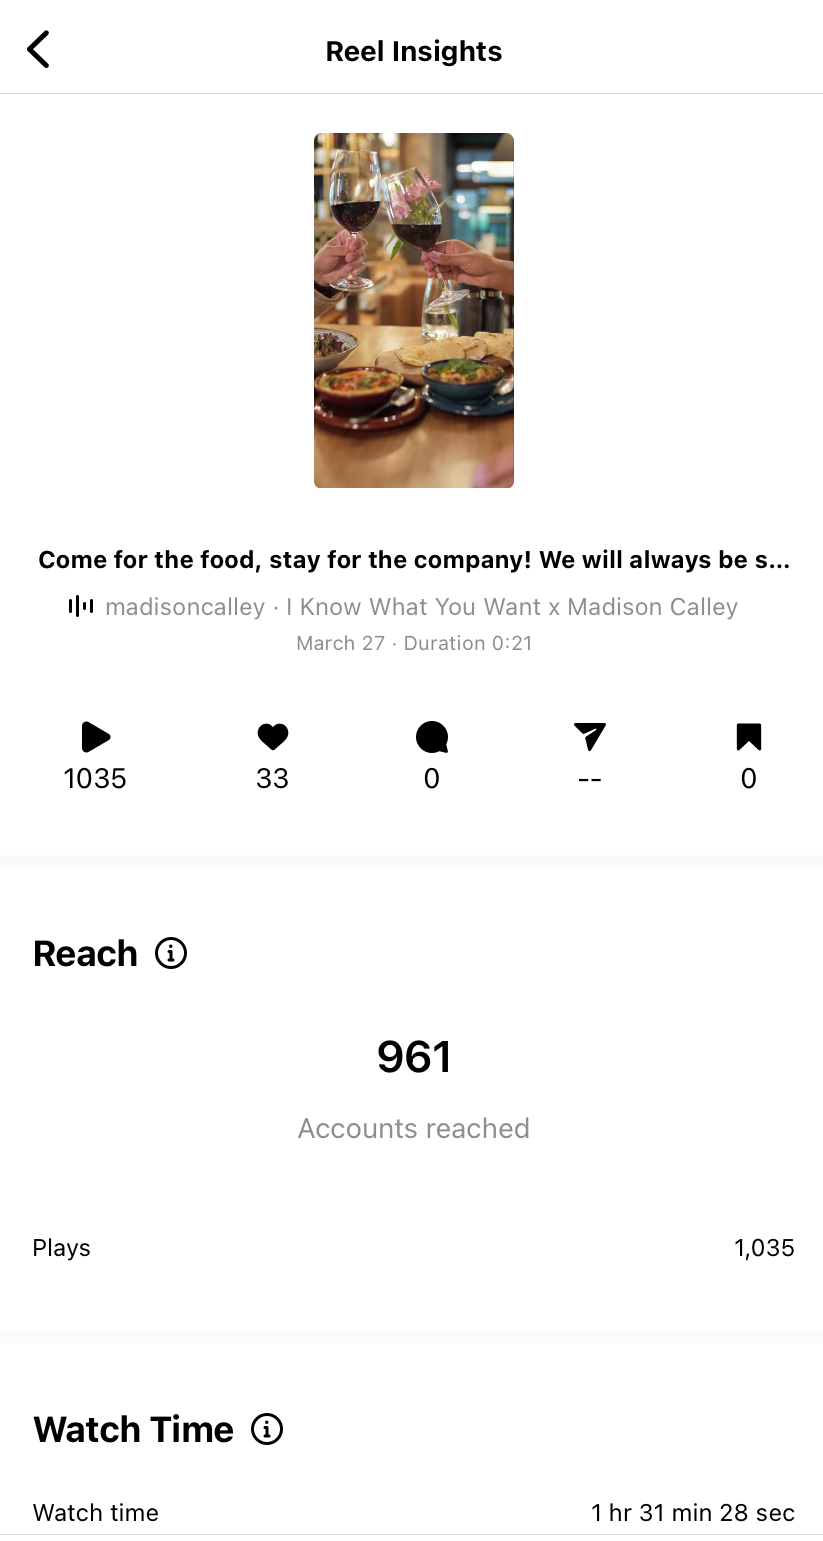 Reel Insights
Come for the food, stay for the company! We will always be s...
madisoncalley · I Know What You Want x Madison Calley
March 27 · Duration 0:21
1035 33 0 -- 0
Reach
961
Accounts reached
Plays 1,035
Watch Time
Watch time 1 hr 31 min 28 sec